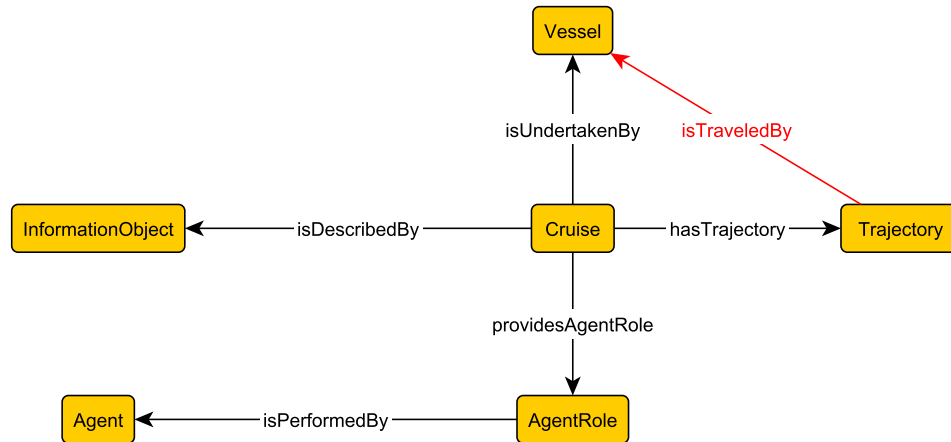 Vessel
isUndertakenBy
isTraveledBy
InformationObject
isDescribedBy
Cruise
hasTrajectory
Trajectory
providesAgentRole
Agent
isPerformedBy
AgentRole